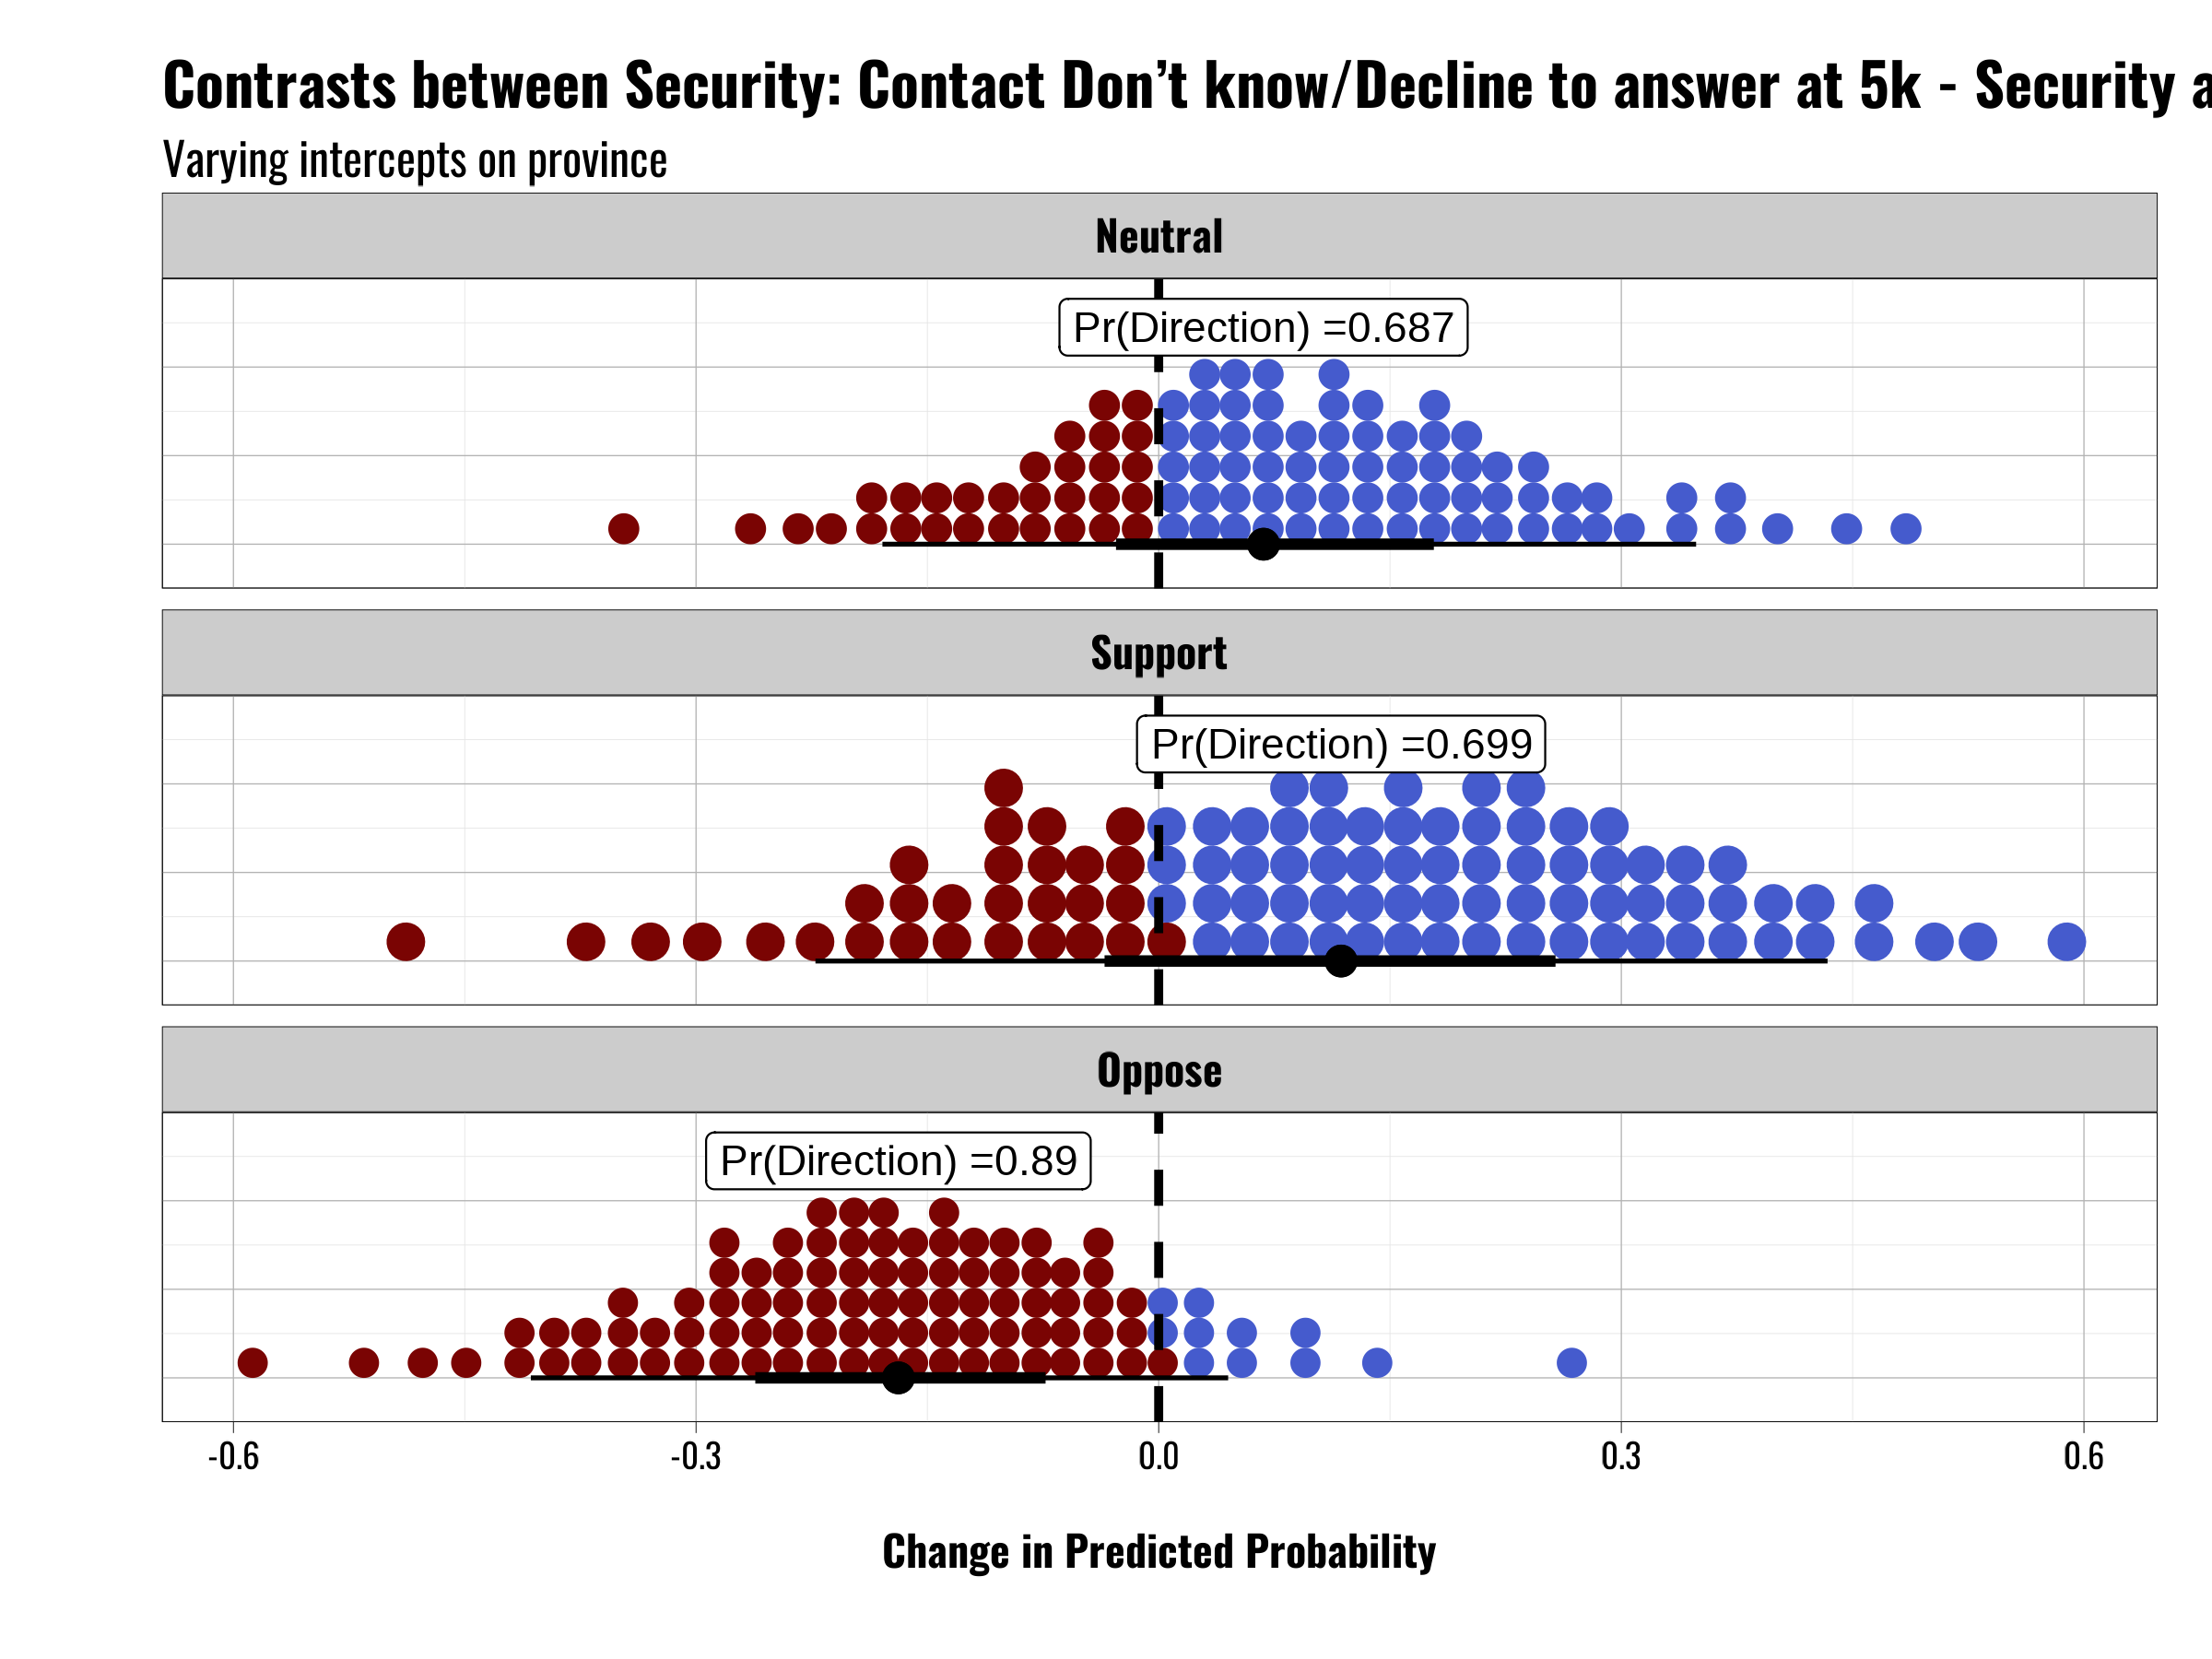 Contrasts between Security: Contact Don’t know/Decline to answer at 5k - Security
Varying intercepts on province
Neutral
Pr(Direction) =0.687
Support
Pr(Direction) =0.699
Oppose
Pr(Direction) =0.89
-0.6 -0.3 0.0 0.3 0.6
Change in Predicted Probability